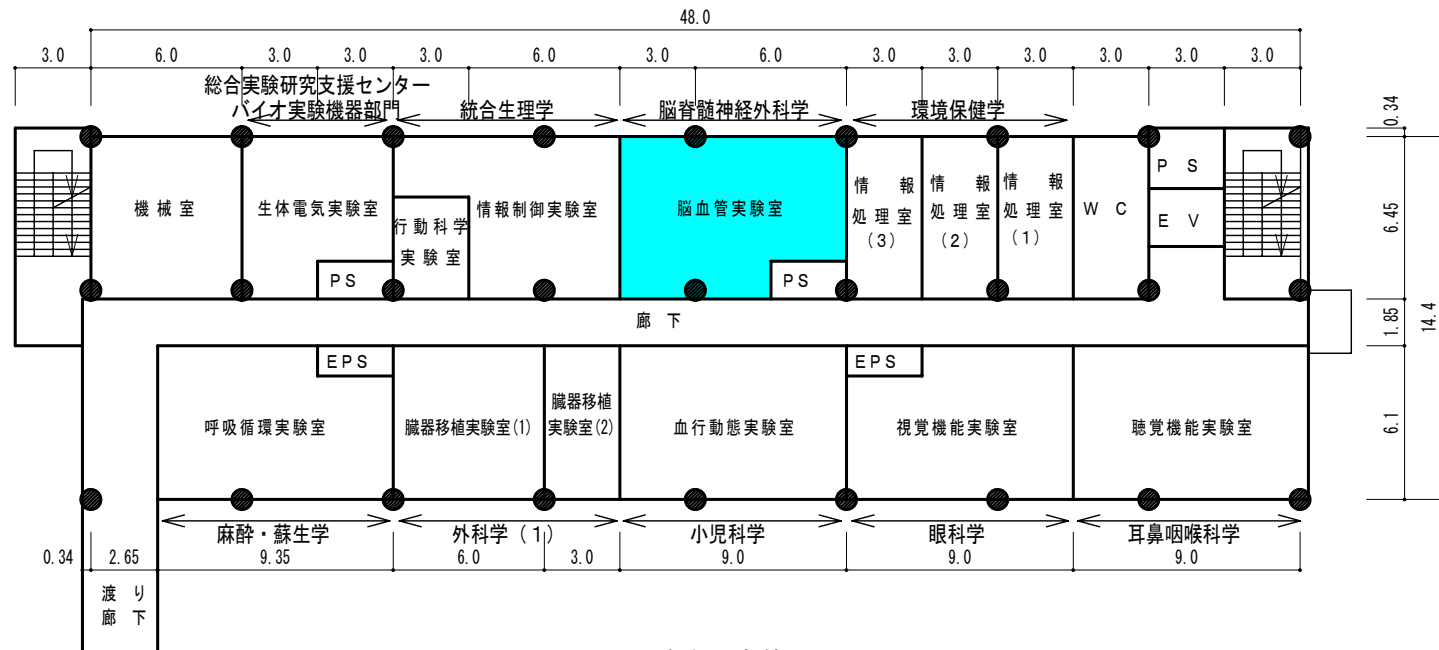 48.0
3.0 6.0 3.0 3.0 3.0 6.0 3.0 6.0 3.0 3.0 3.0 3.0 3.0 3.0
総合実験研究支援センター
バイオ実験機器部門 統合生理学 脳脊髄神経外科学 環境保健学
0.34
機械室
生体電気実験室
PS
行動科学
実験室
情報制御実験室
脳血管実験室
PS
情報
処理室
(3)
情報
処理室
(2)
情報
処理室
(1)
WC
PS
EV
6.45
廊下
1.85
14.4
EPS
呼吸循環実験室
臓器移植実験室(1)
臓器移植
実験室(2)
血行動態実験室
EPS
視覚機能実験室
聴覚機能実験室
6.1
麻酔・蘇生学 外科学(1) 小児科学 眼科学 耳鼻咽喉科学
0.34 2.65 9.35 6.0 3.0 9.0 9.0 9.0
渡り
廊下